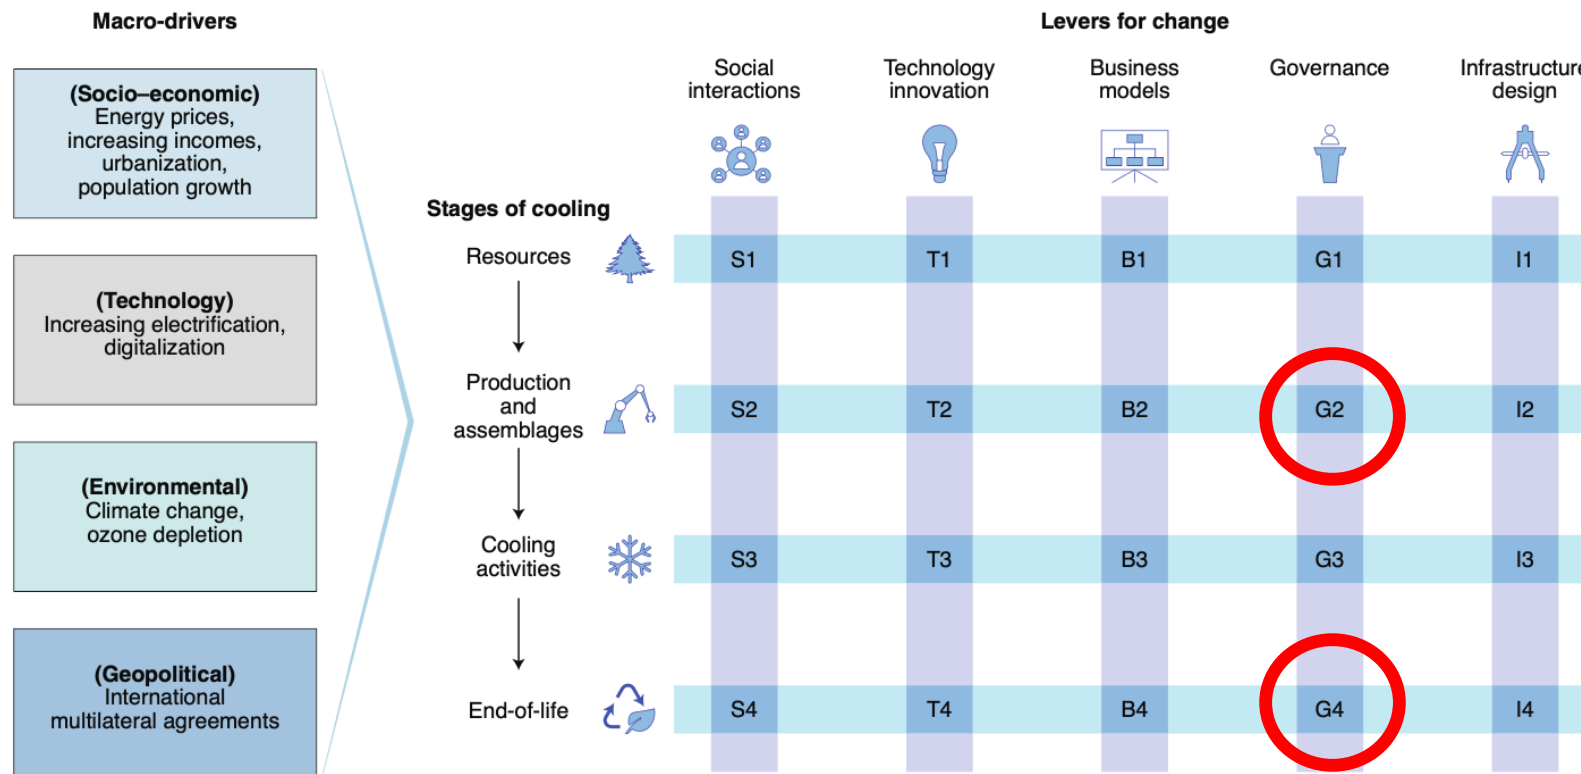 Macro-drivers
(Socio–economic)
Energy prices,
increasing incomes,
urbanization,
population growth
(Technology)
Increasing electrification,
digitalization
(Environmental)
Climate change,
ozone depletion
(Geopolitical)
International
multilateral agreements
Levers for change
Social
interactions
Technology
innovation
Business
models
Governance
Infrastructure
design
Stages of cooling
Resources
S1 T1 B1 G1 I1
Production
and
assemblages
S2 T2 B2 G2 I2
Cooling
activities
S3 T3 B3 G3 I3
End-of-life
S4 T4 B4 G4 I4